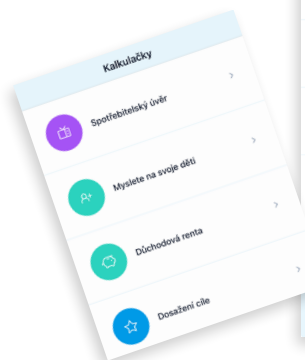 Kalkulačky
Spotřebitelský úvěr
Myslete na svoje děti
Důchodová renta
Dosažení cíle